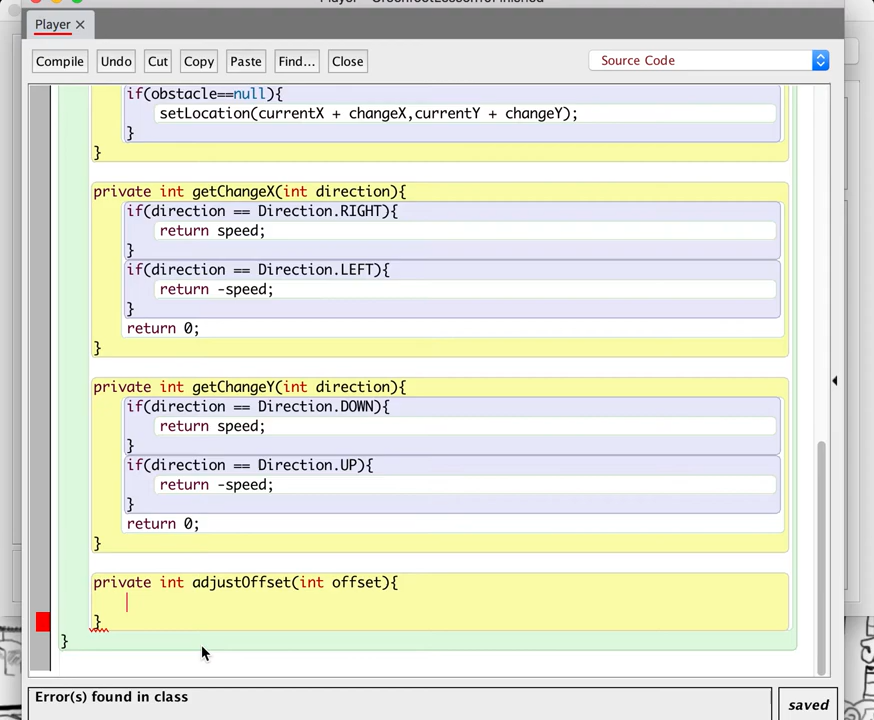 Player
Compile Undo Cut Copy Paste Find... Close Source Code
if(obstacle==null){
setLocation(currentX + changeX,currentY + changeY);
}
}
private int getChangeX(int direction){
if(direction == Direction.RIGHT){
return speed;
}
if(direction == Direction.LEFT){
return -speed;
}
return 0;
}
private int getChangeY(int direction){
if(direction == Direction.DOWN){
return speed;
}
if(direction == Direction.UP){
return -speed;
}
return 0;
}
private int adjustOffset(int offset){
}
}
Error(s) found in class
saved